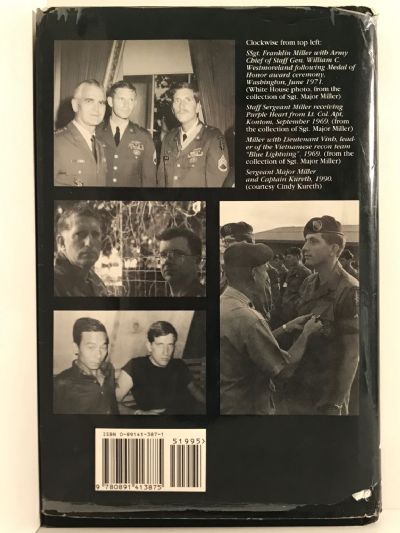 Clockwise from top left:
SSgt. Franklin Miller with Army
Chief of Staff Gen. William C.
Westmoreland following Medal of
Honor award ceremony,
Washington, June 1971.
(White House photo, from the
collection of Sgt. Major Miller)
Staff Sergeant Miller receiving
Purple Heart from Lt. Col. Apt,
Kontom, September 1969. (from
the collection of Sgt. Major Miller)
Miller with Lieutenant Vinh, lead-
er of the Vietnamese recon team
"Blue Lightning". 1969. (from the
collection of Sgt. Major Miller)
Sergeant Major Miller
and Captain Kureth, 1990.
(courtesy Cindy Kureth)
ISBN 0-89141-387-1
51995>
9 780891 413875